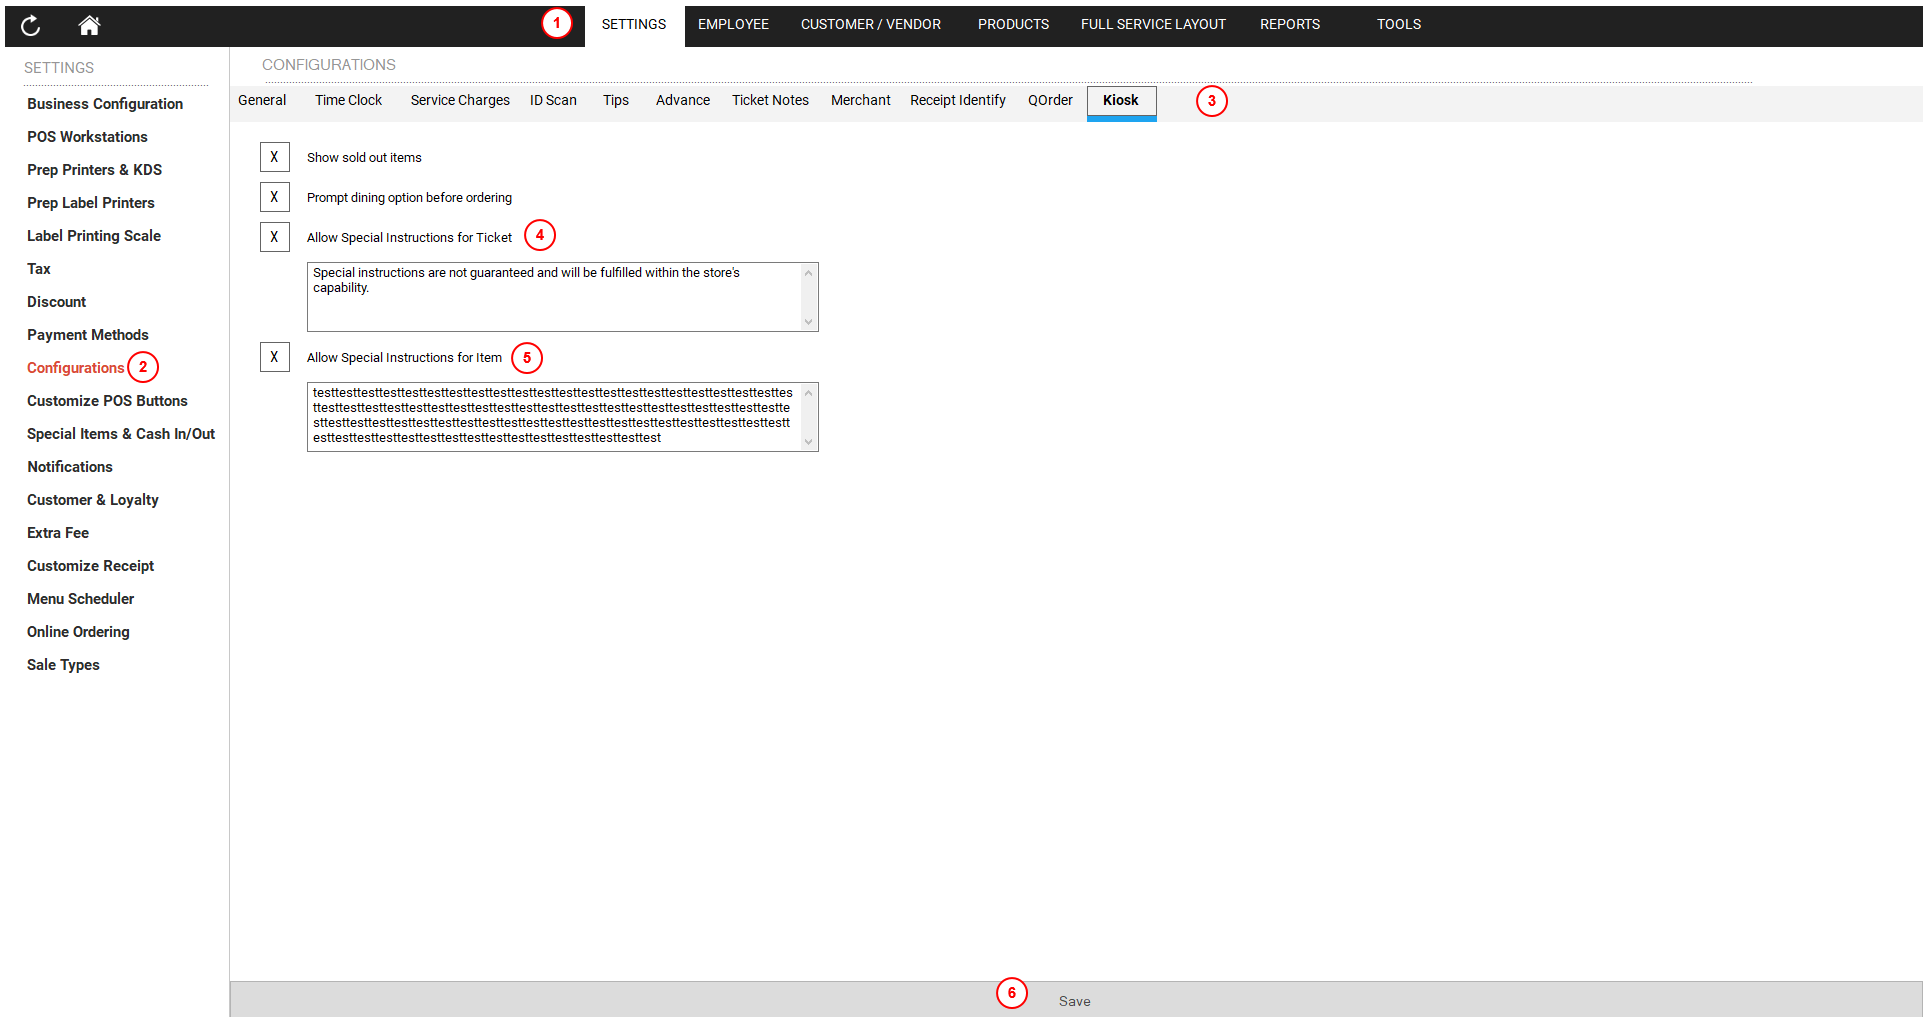 1 SETTINGS EMPLOYEE CUSTOMER / VENDOR PRODUCTS FULL SERVICE LAYOUT REPORTS TOOLS
SETTINGS
Business Configuration
POS Workstations
Prep Printers & KDS
Prep Label Printers
Label Printing Scale
Tax
Discount
Payment Methods
Configurations 2
Customize POS Buttons
Special Items & Cash In/Out
Notifications
Customer & Loyalty
Extra Fee
Customize Receipt
Menu Scheduler
Online Ordering
Sale Types
CONFIGURATIONS
General Time Clock Service Charges ID Scan Tips Advance Ticket Notes Merchant Receipt Identify QOrder Kiosk 3
X Show sold out items
X Prompt dining option before ordering
X Allow Special Instructions for Ticket 4
Special instructions are not guaranteed and will be fulfilled within the store's
capability.
X Allow Special Instructions for Item 5
6 Save